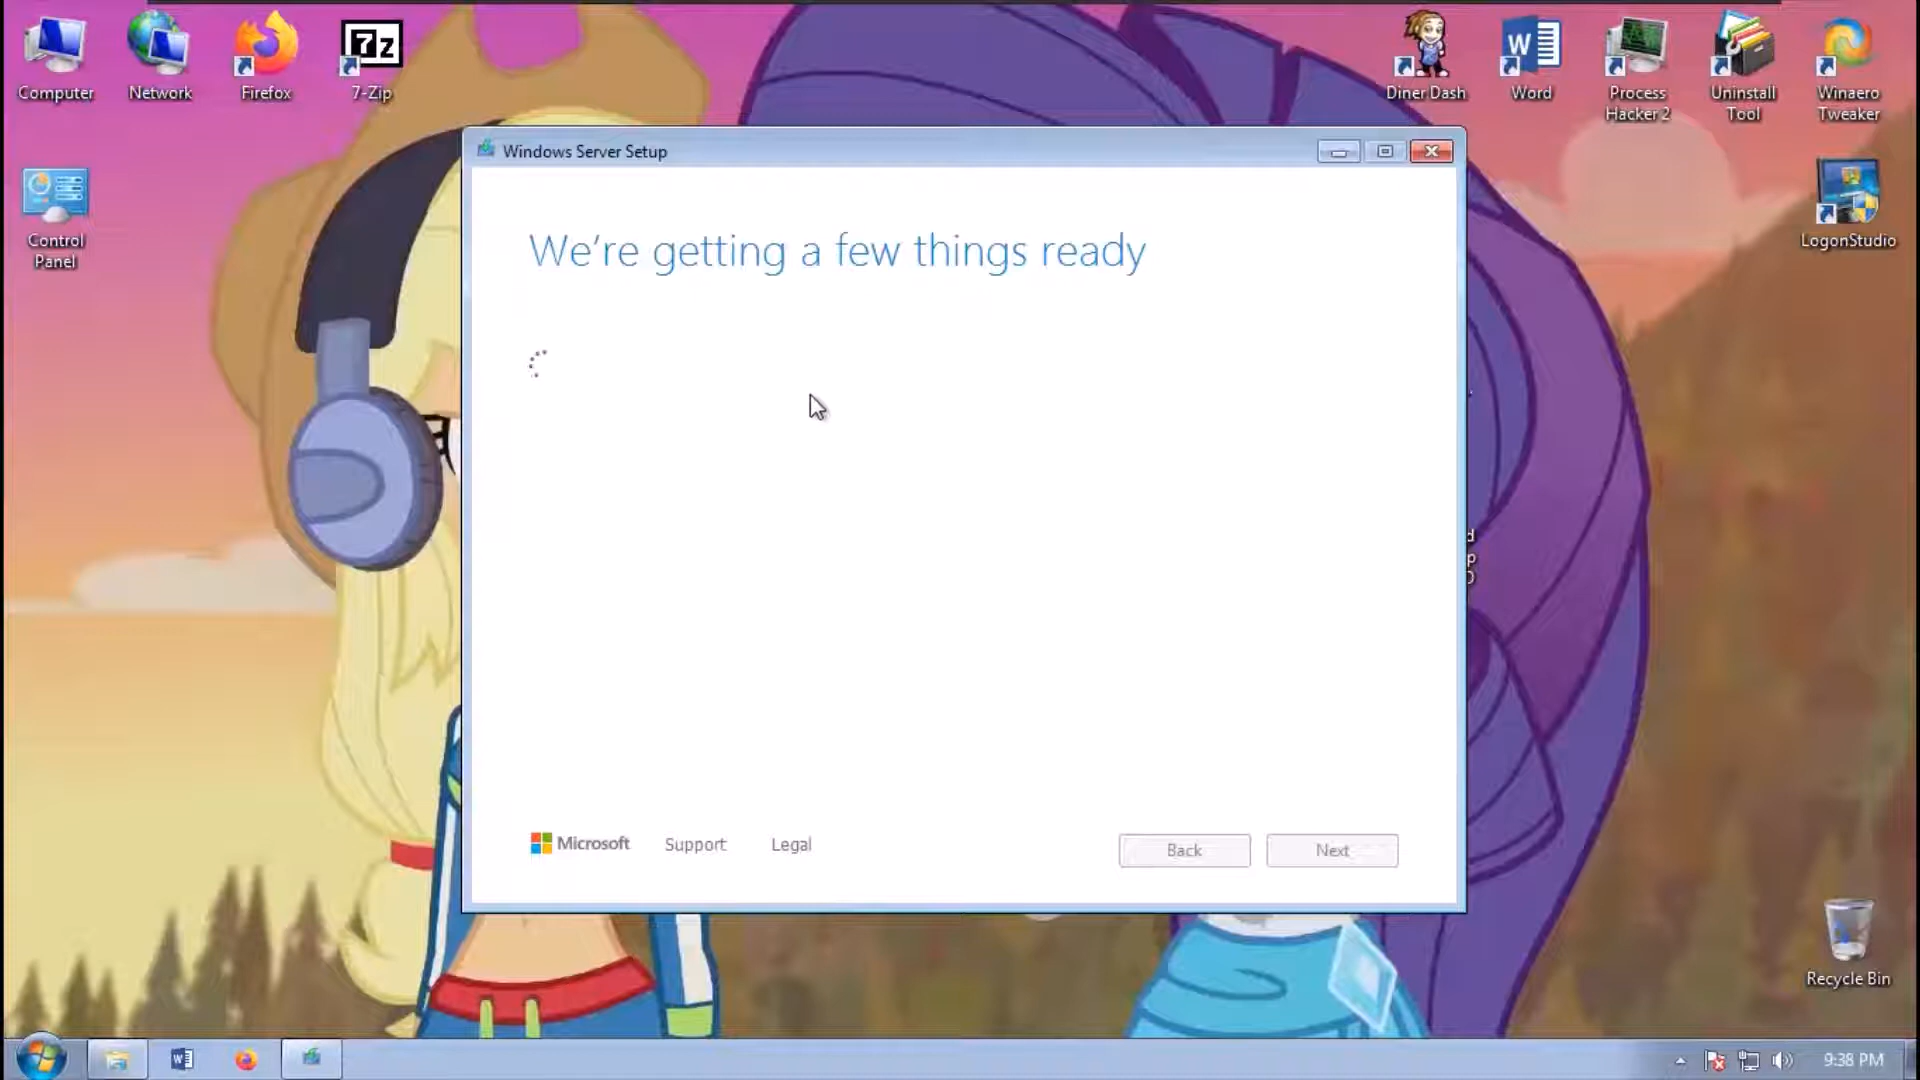 Computer
Network
Firefox
7z
7-Zip
Diner Dash
W
Word
Process
Hacker 2
Uninstall
Tool
Winaero
Tweaker
Control
Panel
LogonStudio
Windows Server Setup
We're getting a few things ready
d
p
Microsoft
Support
Legal
Back
Next
Recycle Bin
W
9:38 PM